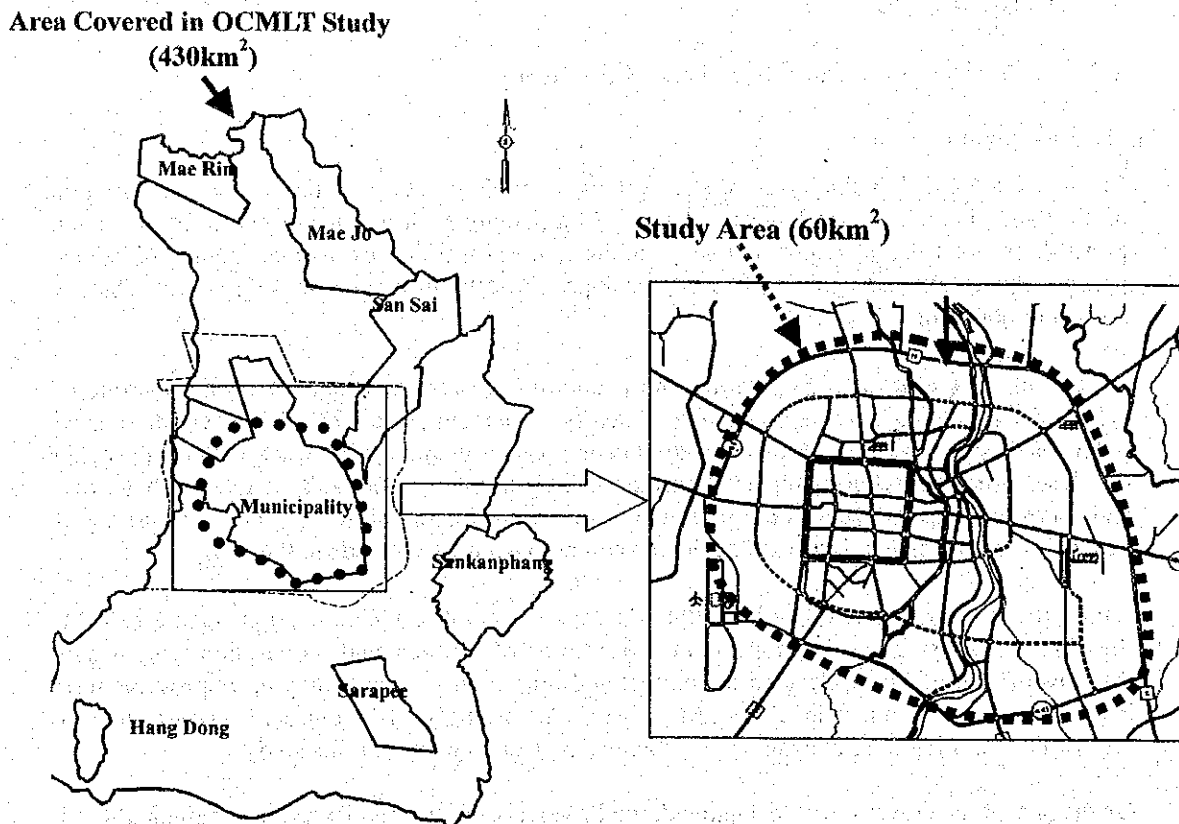 Area Covered in OCMLT Study
(430km²)
Mae Rim
Mae Jo
San Sai
Study Area (60km²)
Municipality
Sankanphang
Sarapee
Hang Dong